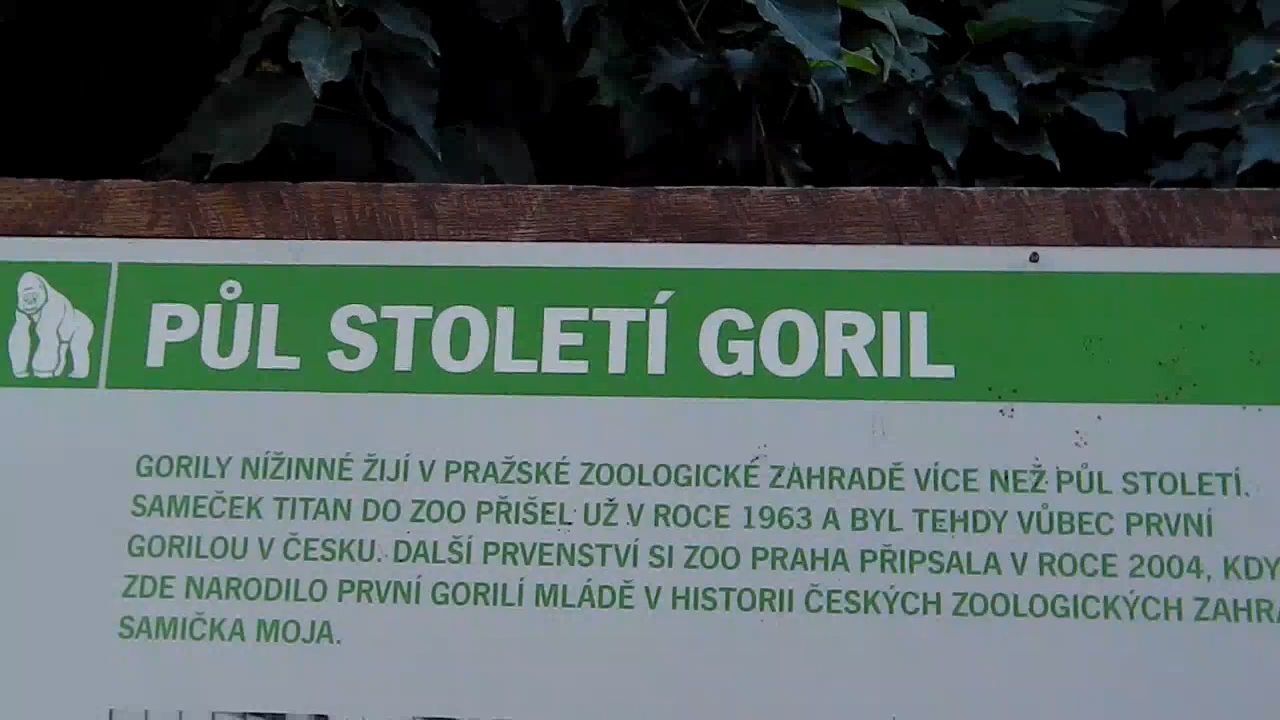 PŮL STOLETÍ GORIL
GORILY NÍŽINNÉ ŽIJÍ V PRAŽSKÉ ZOOLOGICKÉ ZAHRADĚ VÍCE NEŽ PŮL STOLETÍ.
SAMEČEK TITAN DO ZOO PŘIŠEL UŽ V ROCE 1963 A BYL TEHDY VŮBEC PRVNÍ
GORILOU V ČESKU. DALŠÍ PRVENSTVÍ SI ZOO PRAHA PŘIPSALA V ROCE 2004, KDY
ZDE NARODILO PRVNÍ GORILÍ MLÁDĚ V HISTORII ČESKÝCH ZOOLOGICKÝCH ZAHRA
SAMIČKA MOJA.